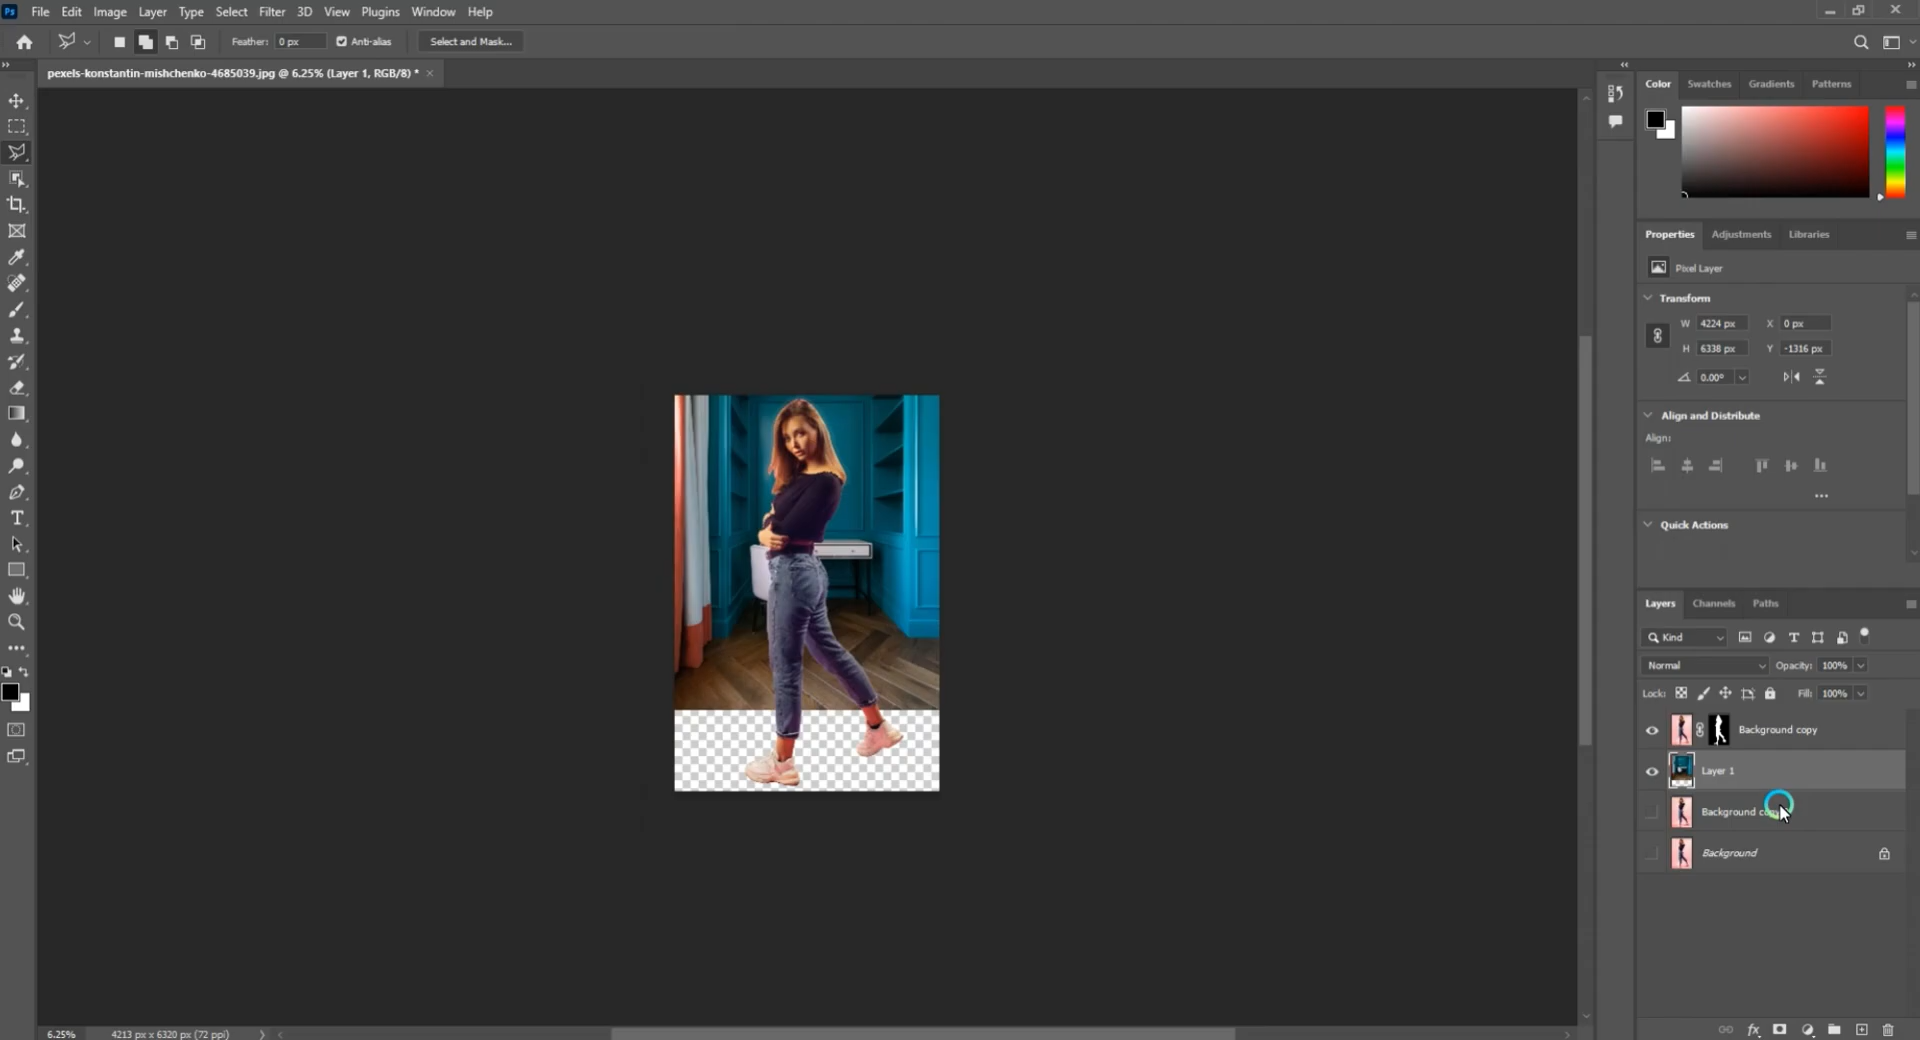 Ps File Edit Image Layer Type Select Filter 3D View Plugins Window Help
Feather: 0 px Anti-alias Select and Mask...
pexels-konstantin-mishchenko-4685039.jpg @ 6.25% (Layer 1, RGB/8) *
Color Swatches Gradients Patterns
Properties Adjustments Libraries
Pixel Layer
Transform
W 4224 px X 0 px
H 6338 px Y -1316 px
0.00°
Align and Distribute
Align:
Quick Actions
Layers Channels Paths
Kind
Normal Opacity: 100%
Lock: Fill: 100%
Background copy
Layer 1
Background
Background
6.25% 4213 px x 6320 px (72 ppi)